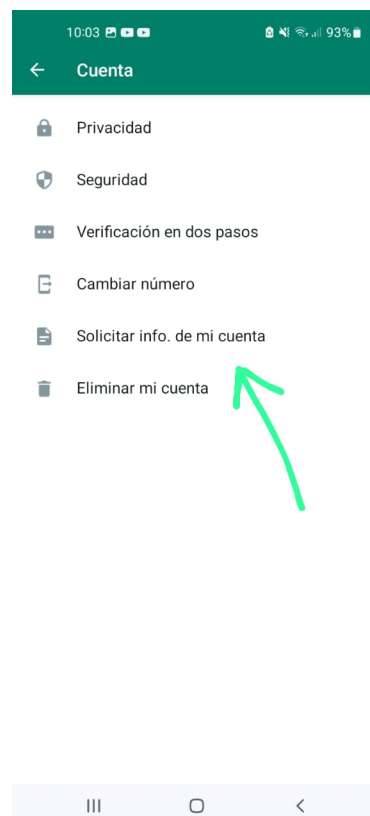 10:03 93%
Cuenta
Privacidad
Seguridad
Verificación en dos pasos
Cambiar número
Solicitar info. de mi cuenta
Eliminar mi cuenta